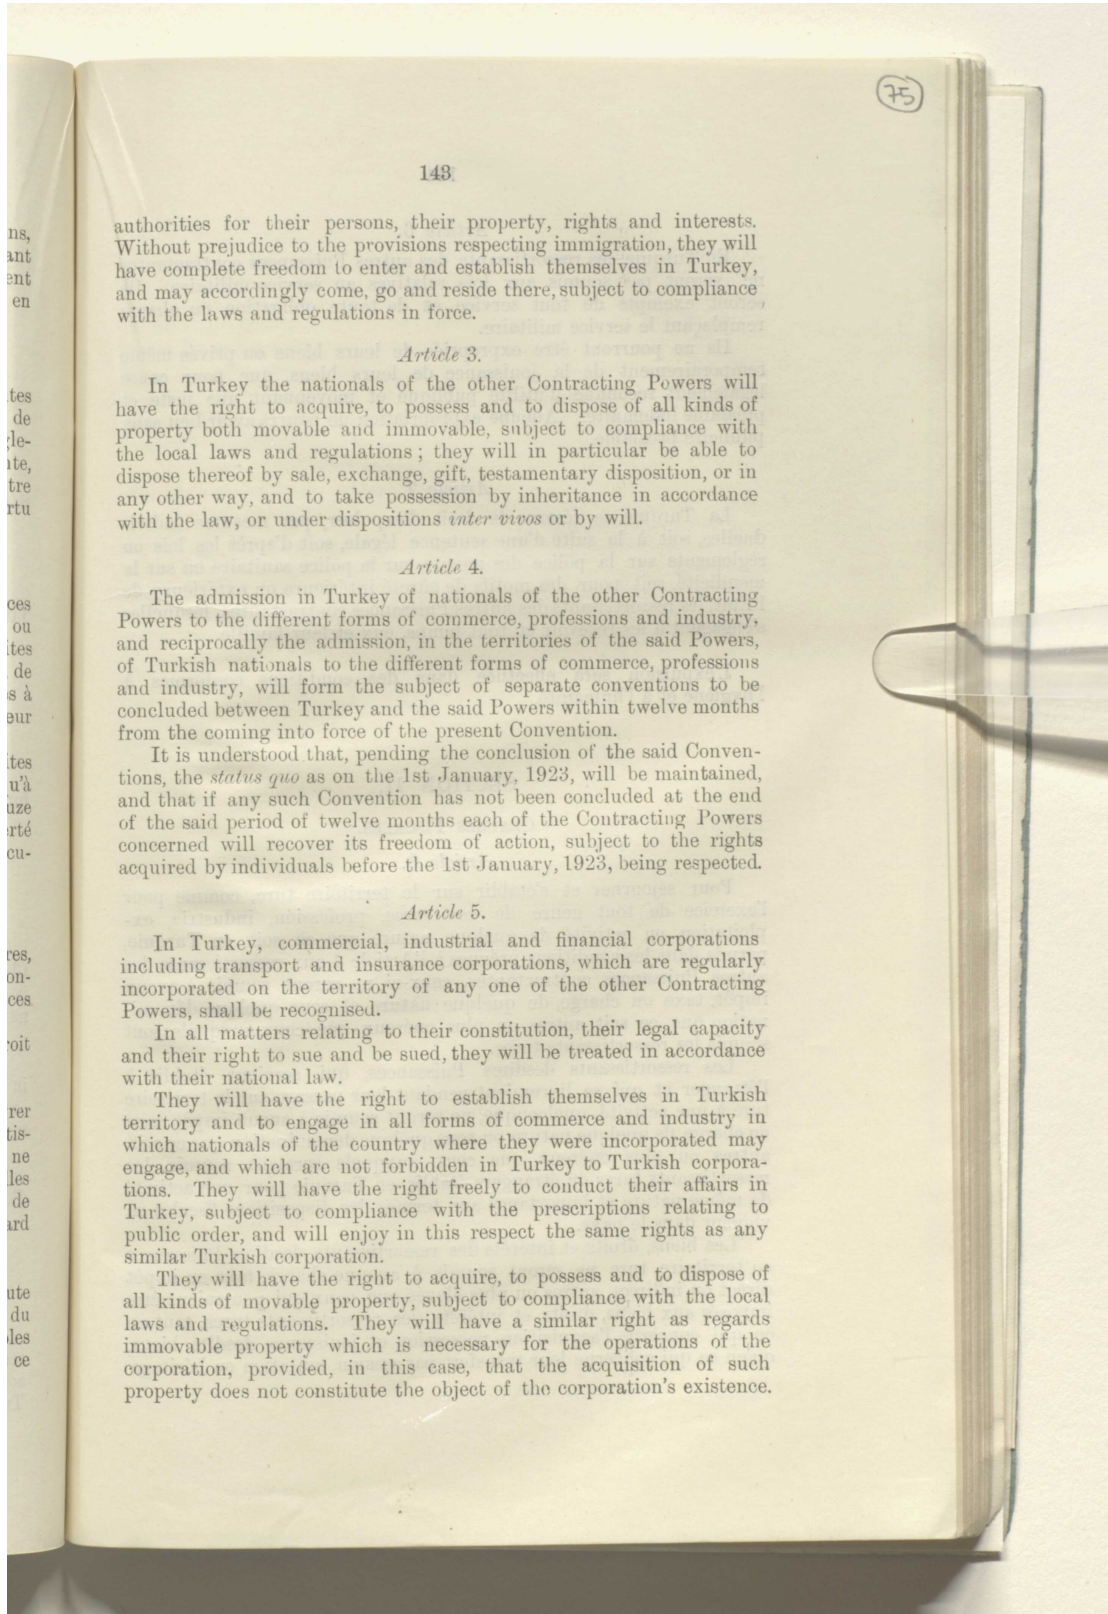 75
143
authorities for their persons, their property, rights and interests.
Without prejudice to the provisions respecting immigration, they will
have complete freedom to enter and establish themselves in Turkey,
and may accordingly come, go and reside there, subject to compliance
with the laws and regulations in force.
Article 3.
In Turkey the nationals of the other Contracting Powers will
have the right to acquire, to possess and to dispose of all kinds of
property both movable and immovable, subject to compliance with
the local laws and regulations; they will in particular be able to
dispose thereof by sale, exchange, gift, testamentary disposition, or in
any other way, and to take possession by inheritance in accordance
with the law, or under dispositions inter vivos or by will.
Article 4.
The admission in Turkey of nationals of the other Contracting
Powers to the different forms of commerce, professions and industry,
and reciprocally the admission, in the territories of the said Powers,
of Turkish nationals to the different forms of commerce, professions
and industry, will form the subject of separate conventions to be
concluded between Turkey and the said Powers within twelve months
from the coming into force of the present Convention.
It is understood that, pending the conclusion of the said Conven-
tions, the status quo as on the 1st January, 1923, will be maintained,
and that if any such Convention has not been concluded at the end
of the said period of twelve months each of the Contracting Powers
concerned will recover its freedom of action, subject to the rights
acquired by individuals before the 1st January, 1923, being respected.
Article 5.
In Turkey, commercial, industrial and financial corporations
including transport and insurance corporations, which are regularly
incorporated on the territory of any one of the other Contracting
Powers, shall be recognised.
In all matters relating to their constitution, their legal capacity
and their right to sue and be sued, they will be treated in accordance
with their national law.
They will have the right to establish themselves in Turkish
territory and to engage in all forms of commerce and industry in
which nationals of the country where they were incorporated may
engage, and which are not forbidden in Turkey to Turkish corpora-
tions. They will have the right freely to conduct their affairs in
Turkey, subject to compliance with the prescriptions relating to
public order, and will enjoy in this respect the same rights as any
similar Turkish corporation.
They will have the right to acquire, to possess and to dispose of
all kinds of movable property, subject to compliance with the local
laws and regulations. They will have a similar right as regards
immovable property which is necessary for the operations of the
corporation, provided, in this case, that the acquisition of such
property does not constitute the object of the corporation's existence.